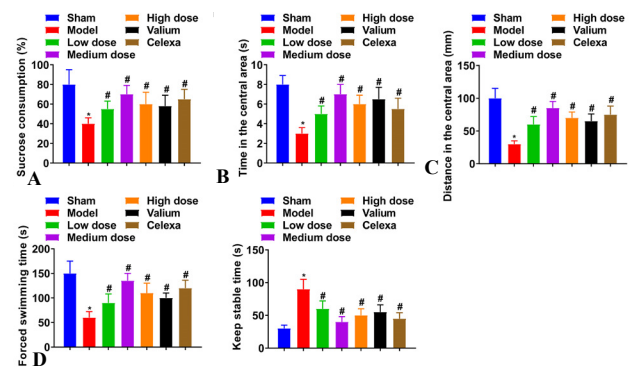 Sham High dose
Model Valium
Low dose Celexa
Medium dose
Sucrose consumption (%)
100
80
60
40
20
0
* # # # # #
A
Sham High dose
Model Valium
Low dose Celexa
Medium dose
Time in the central area (s)
10
8
6
4
2
0
* # # # # #
B
Sham High dose
Model Valium
Low dose Celexa
Medium dose
Distance in the central area (mm)
150
100
50
0
* # # # # #
C
Sham High dose
Model Valium
Low dose Celexa
Medium dose
Forced swimming time (s)
200
150
100
50
0
* # # # # #
D
Sham High dose
Model Valium
Low dose Celexa
Medium dose
Keep stable time (s)
150
100
50
0
* # # # # #